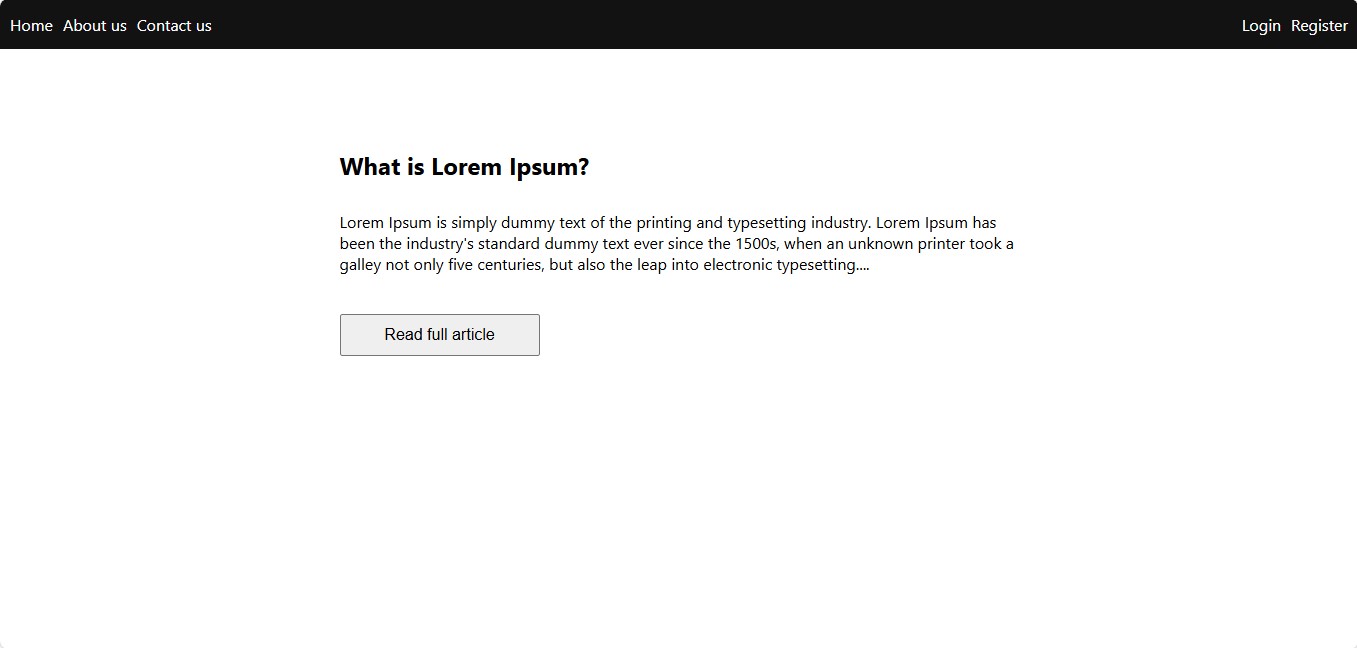 Home About us Contact us Login Register
What is Lorem Ipsum?
Lorem Ipsum is simply dummy text of the printing and typesetting industry. Lorem Ipsum has
been the industry's standard dummy text ever since the 1500s, when an unknown printer took a
galley not only five centuries, but also the leap into electronic typesetting....
Read full article